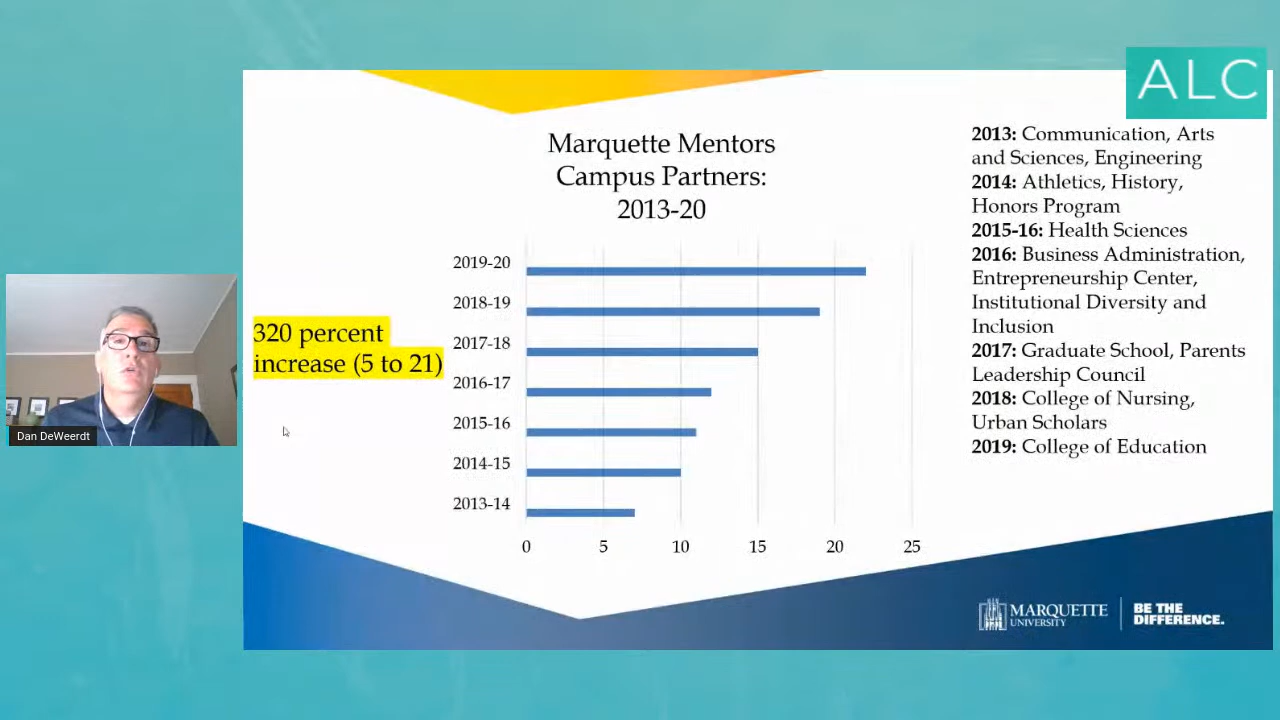 ALC
Marquette Mentors
Campus Partners:
2013-20
2019-20
2018-19
2017-18
2016-17
2015-16
2014-15
2013-14
0 5 10 15 20 25
320 percent
increase (5 to 21)
2013: Communication, Arts
and Sciences, Engineering
2014: Athletics, History,
Honors Program
2015-16: Health Sciences
2016: Business Administration,
Entrepreneurship Center,
Institutional Diversity and
Inclusion
2017: Graduate School, Parents
Leadership Council
2018: College of Nursing,
Urban Scholars
2019: College of Education
Dan DeWeerdt
MARQUETTE
UNIVERSITY
BE THE
DIFFERENCE.